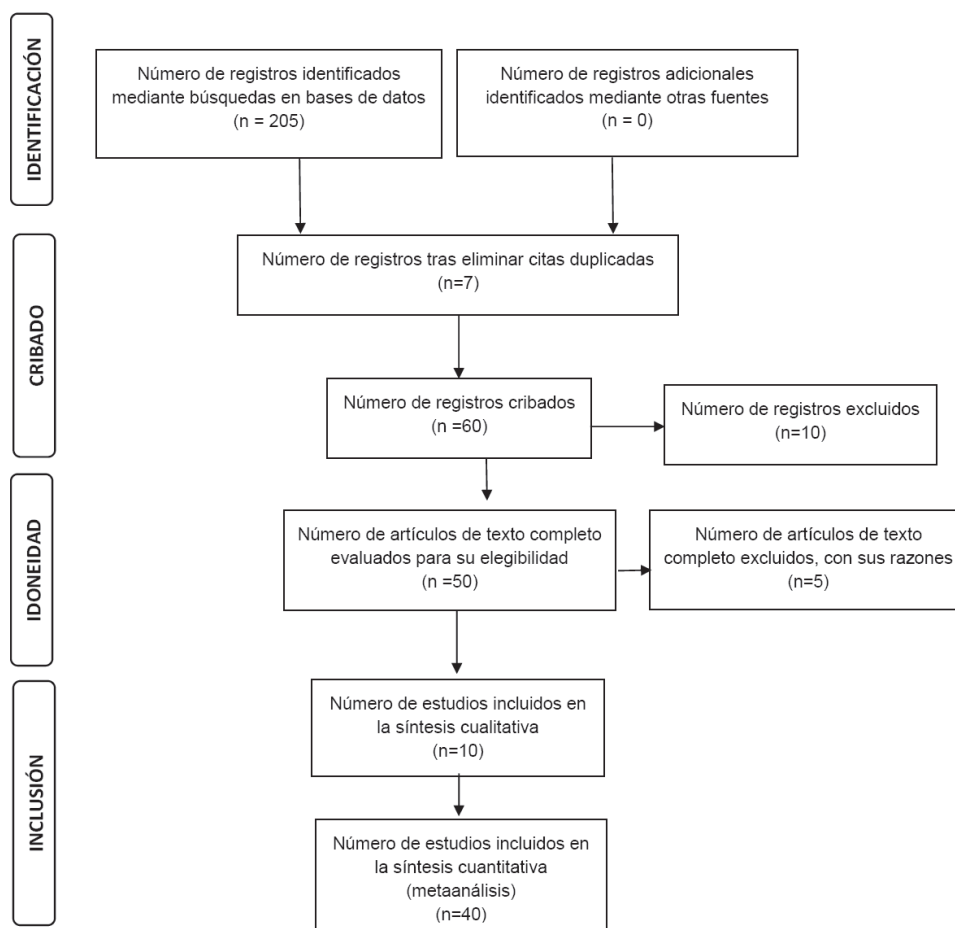 IDENTIFICACIÓN
Número de registros identificados
mediante búsquedas en bases de datos
(n = 205)
Número de registros adicionales
identificados mediante otras fuentes
(n = 0)
CRIBADO
Número de registros tras eliminar citas duplicadas
(n=7)
Número de registros cribados
(n =60)
Número de registros excluidos
(n=10)
IDONEIDAD
Número de artículos de texto completo
evaluados para su elegibilidad
(n =50)
Número de artículos de texto
completo excluidos, con sus razones
(n=5)
INCLUSIÓN
Número de estudios incluidos en
la síntesis cualitativa
(n=10)
Número de estudios incluidos en
la síntesis cuantitativa
(metaanálisis)
(n=40)